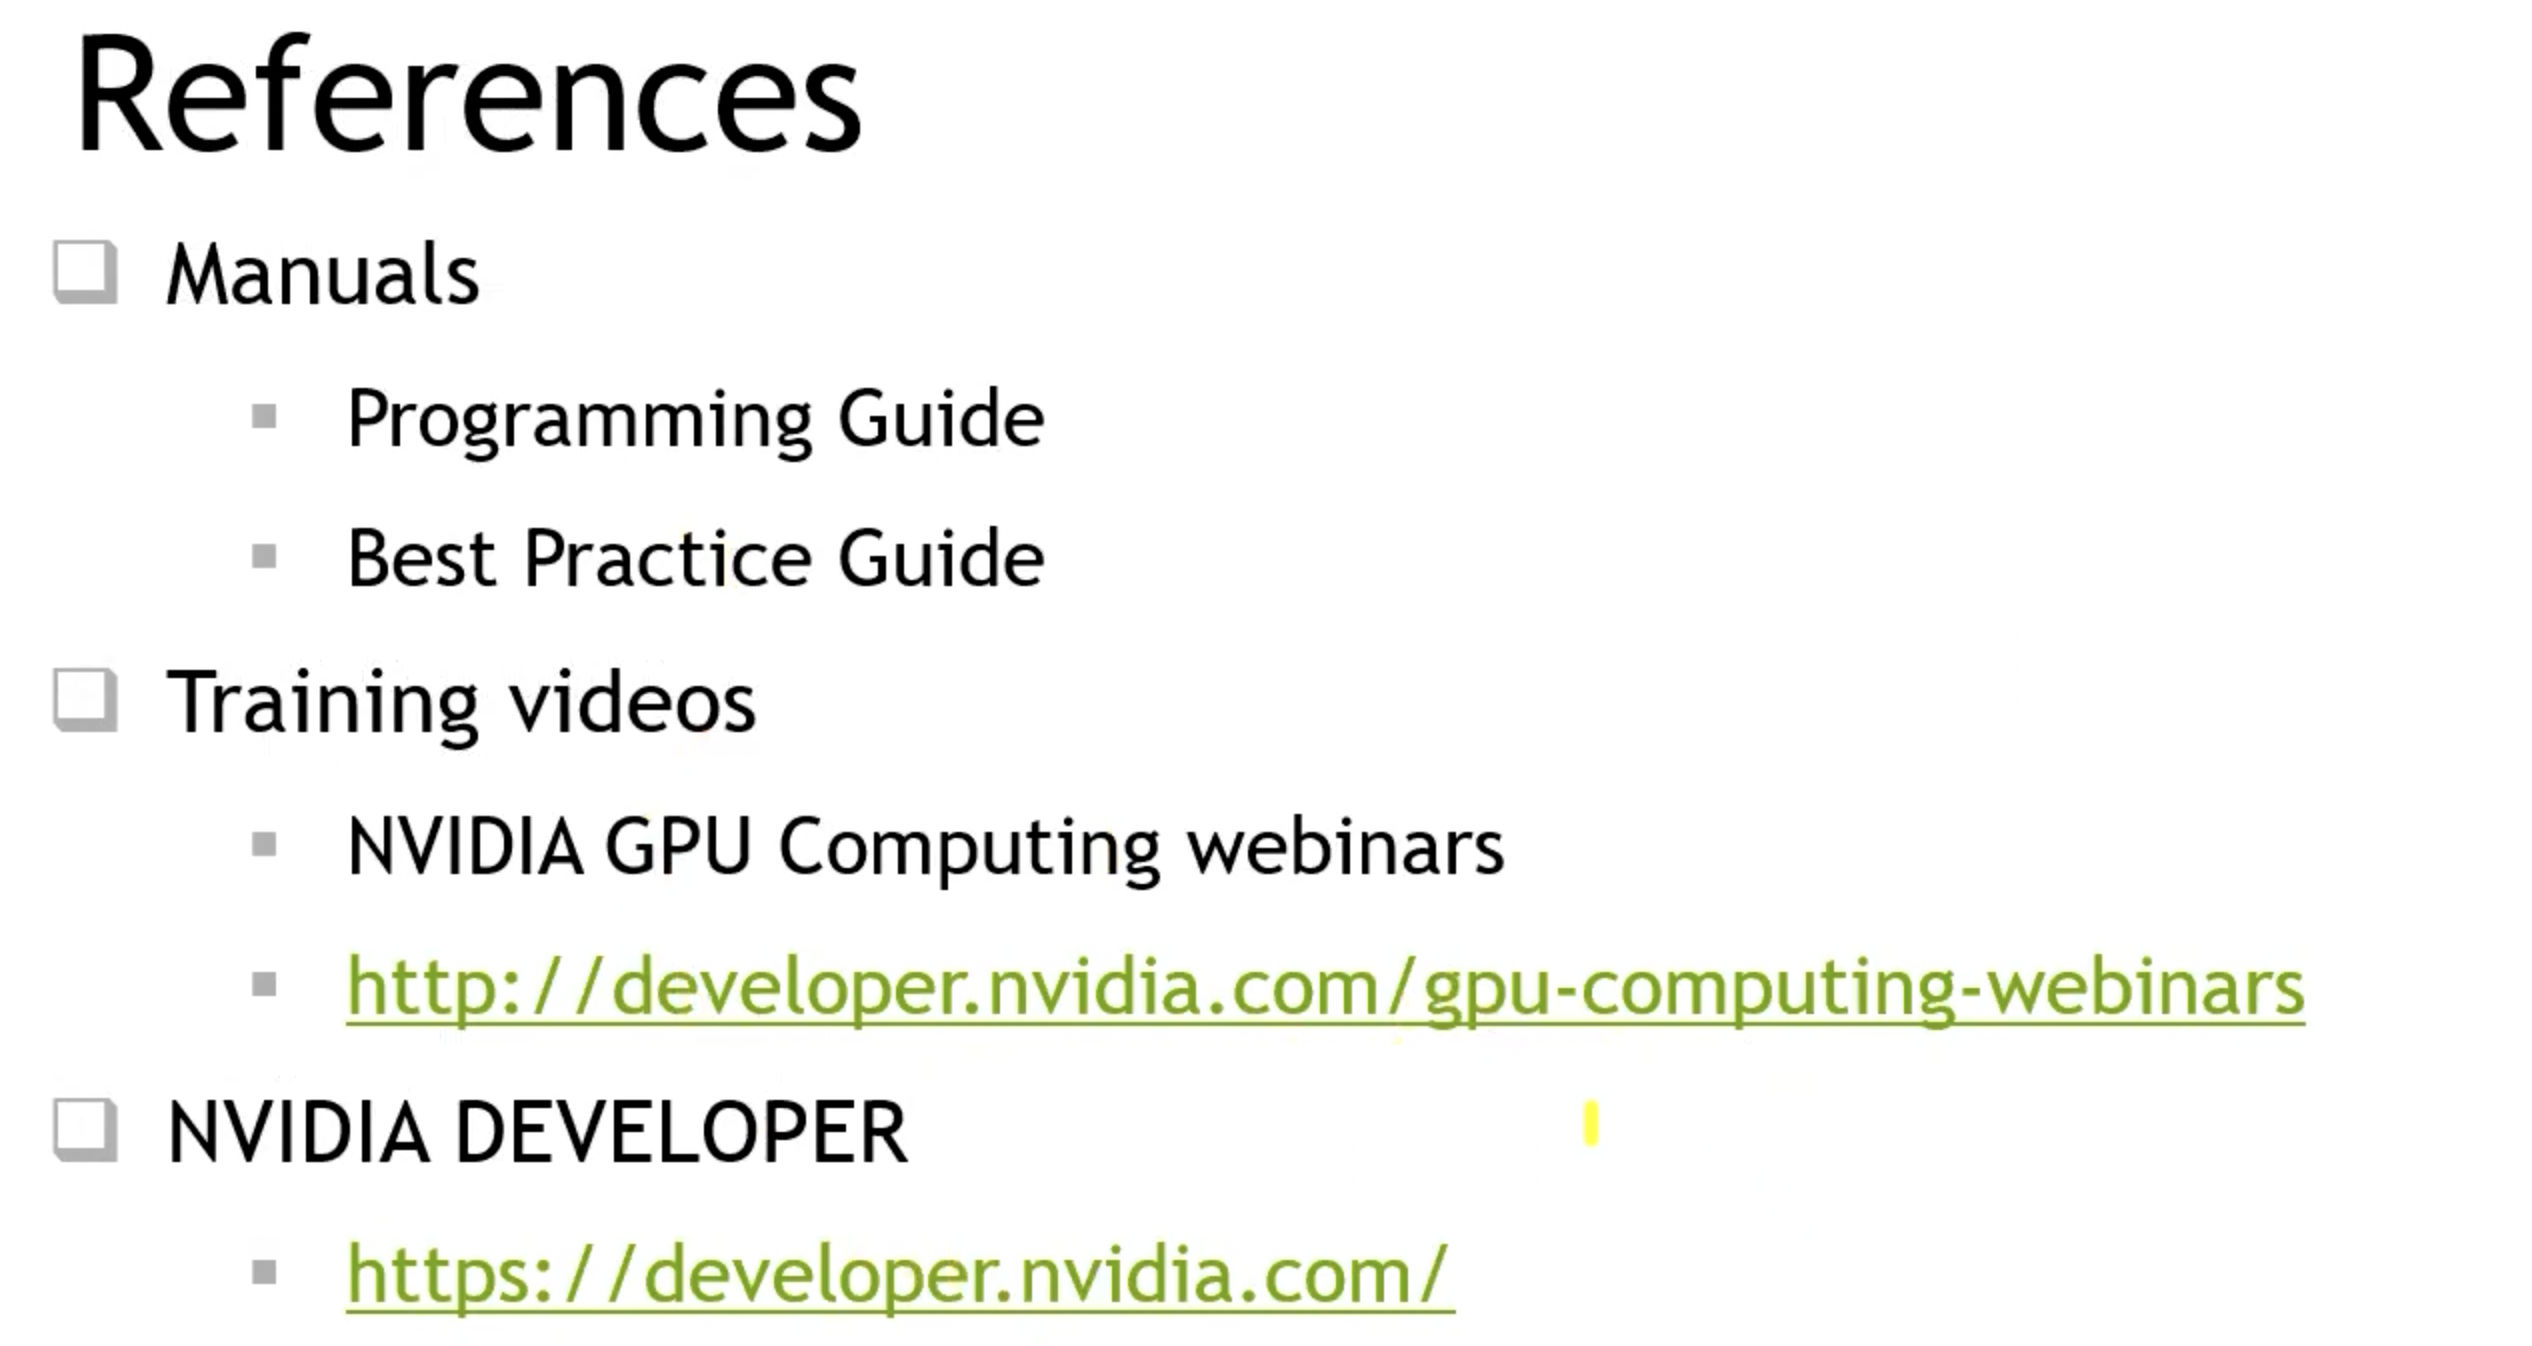 References
Manuals
Programming Guide
Best Practice Guide
Training videos
NVIDIA GPU Computing webinars
http://developer.nvidia.com/gpu-computing-webinars
NVIDIA DEVELOPER
https://developer.nvidia.com/